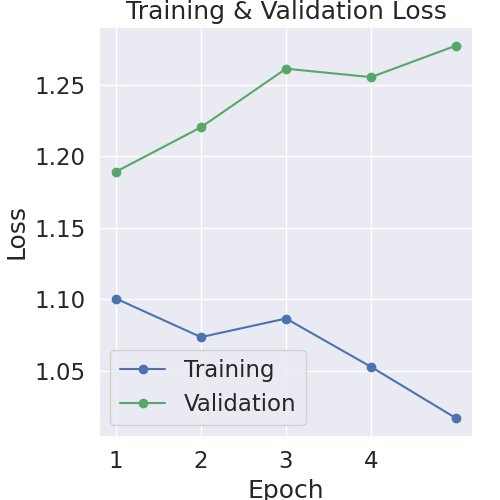 Training & Validation Loss
Loss
1.25
1.20
1.15
1.10
1.05
Training
Validation
1 2 3 4
Epoch